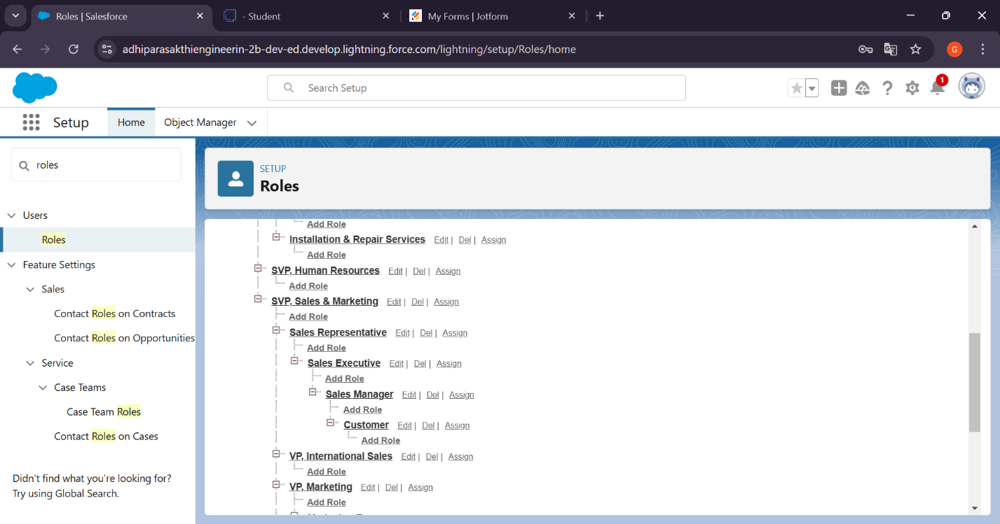 Roles | Salesforce
- Student
My Forms | Jotform
adhiparasakthiengineerin-2b-dev-ed.develop.lightning.force.com/lightning/setup/Roles/home
G
Search Setup
1
Setup
Home
Object Manager
roles
Users
Roles
Feature Settings
Sales
Contact Roles on Contracts
Contact Roles on Opportunities
Service
Case Teams
Case Team Roles
Contact Roles on Cases
Didn't find what you're looking for?
Try using Global Search.
SETUP
Roles
Add Role
Installation & Repair Services Edit | Del | Assign
Add Role
SVP, Human Resources Edit | Del | Assign
Add Role
SVP, Sales & Marketing Edit | Del | Assign
Add Role
Sales Representative Edit | Del | Assign
Add Role
Sales Executive Edit | Del | Assign
Add Role
Sales Manager Edit | Del | Assign
Add Role
Customer Edit | Del | Assign
Add Role
VP, International Sales Edit | Del | Assign
Add Role
VP, Marketing Edit | Del | Assign
Add Role